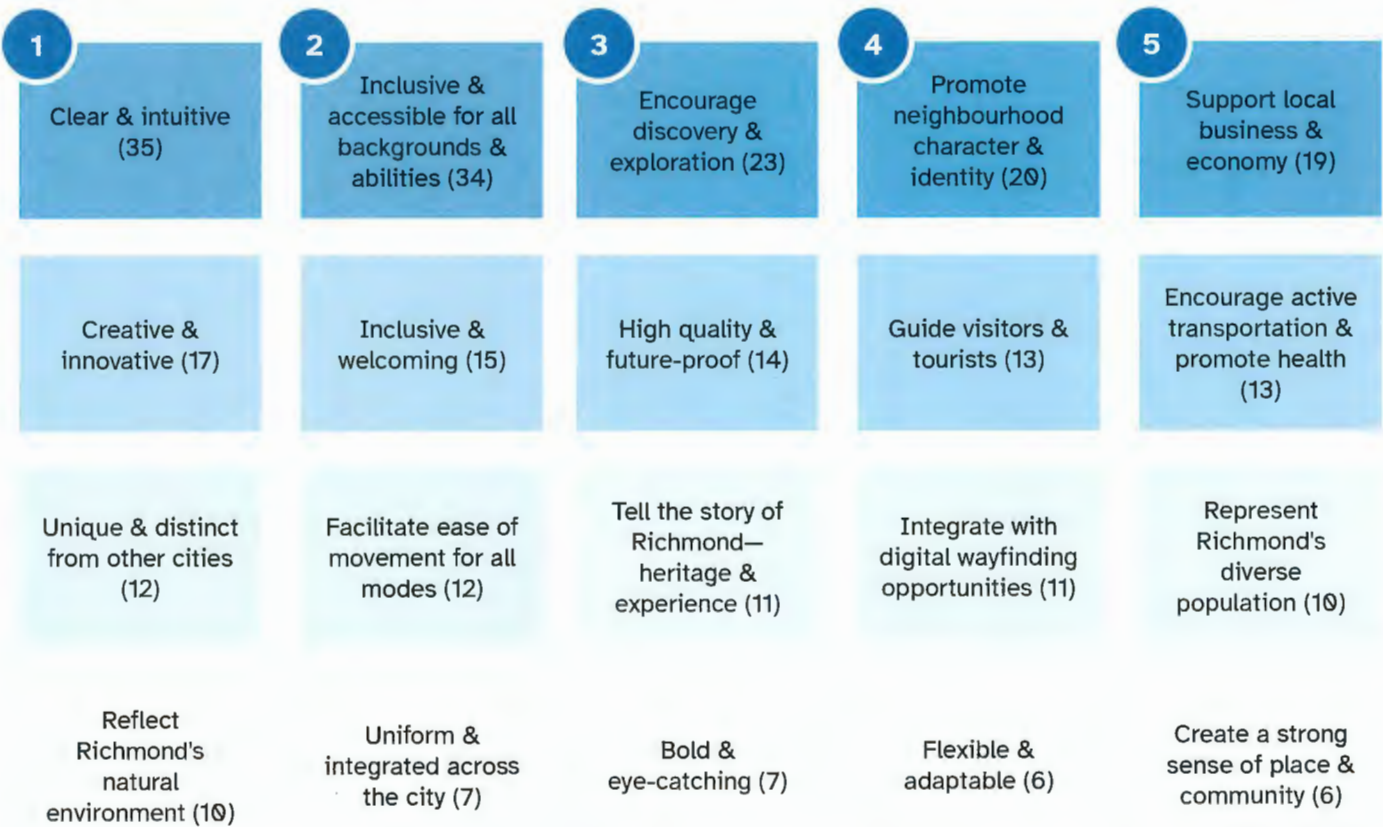 1
Clear & intuitive
(35)
2
Inclusive &
accessible for all
backgrounds &
abilities (34)
3
Encourage
discovery &
exploration (23)
4
Promote
neighbourhood
character &
identity (20)
5
Support local
business &
economy (19)
Creative &
innovative (17)
Inclusive &
welcoming (15)
High quality &
future-proof (14)
Guide visitors &
tourists (13)
Encourage active
transportation &
promote health
(13)
Unique & distinct
from other cities
(12)
Facilitate ease of
movement for all
modes (12)
Tell the story of
Richmond—
heritage &
experience (11)
Integrate with
digital wayfinding
opportunities (11)
Represent
Richmond's
diverse
population (10)
Reflect
Richmond's
natural
environment (10)
Uniform &
integrated across
the city (7)
Bold &
eye-catching (7)
Flexible &
adaptable (6)
Create a strong
sense of place &
community (6)